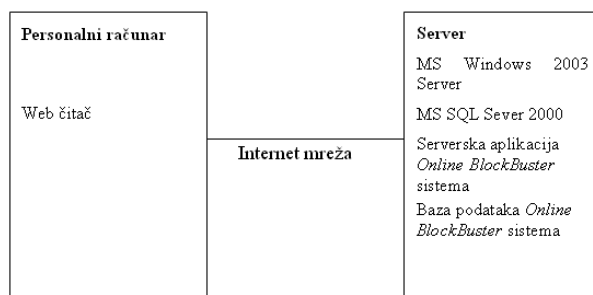 Personalni računar
Web čitač
Internet mreža
Server
MS Windows 2003
Server
MS SQL Sever 2000
Serverska aplikacija
Online BlockBuster
sistema
Baza podataka Online
BlockBuster sistema